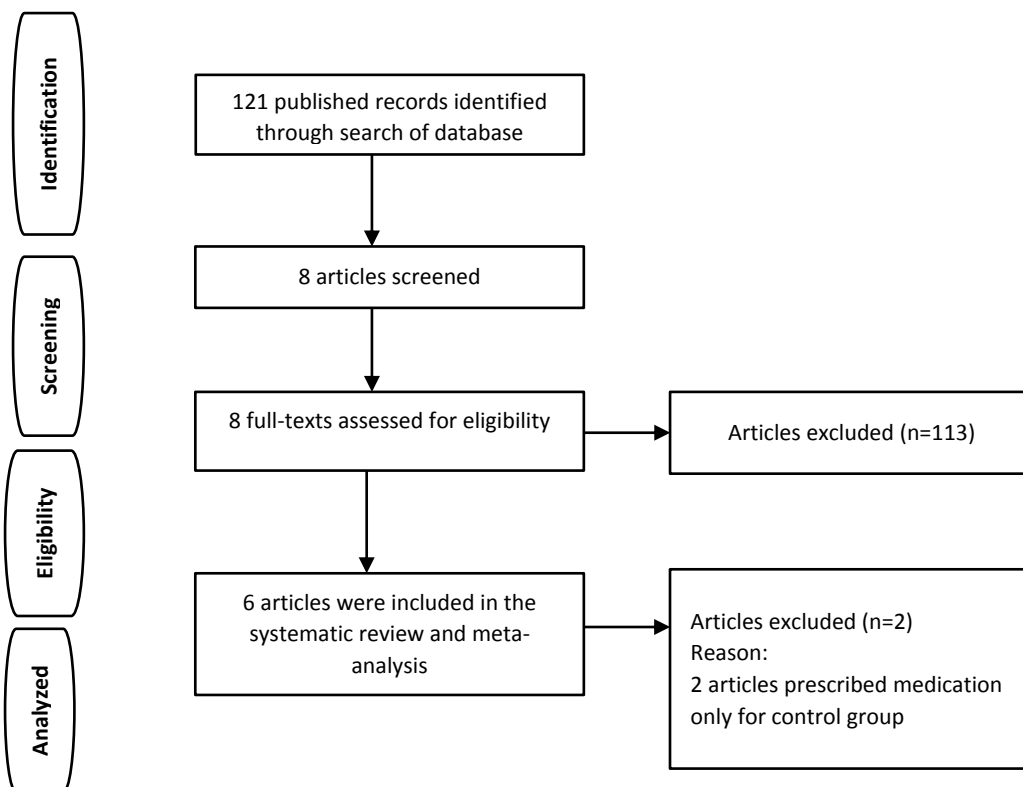 Identification
121 published records identified
through search of database
Screening
8 articles screened
8 full-texts assessed for eligibility
Articles excluded (n=113)
Eligibility
6 articles were included in the
systematic review and meta-
analysis
Articles excluded (n=2)
Reason:
2 articles prescribed medication
only for control group
Analyzed